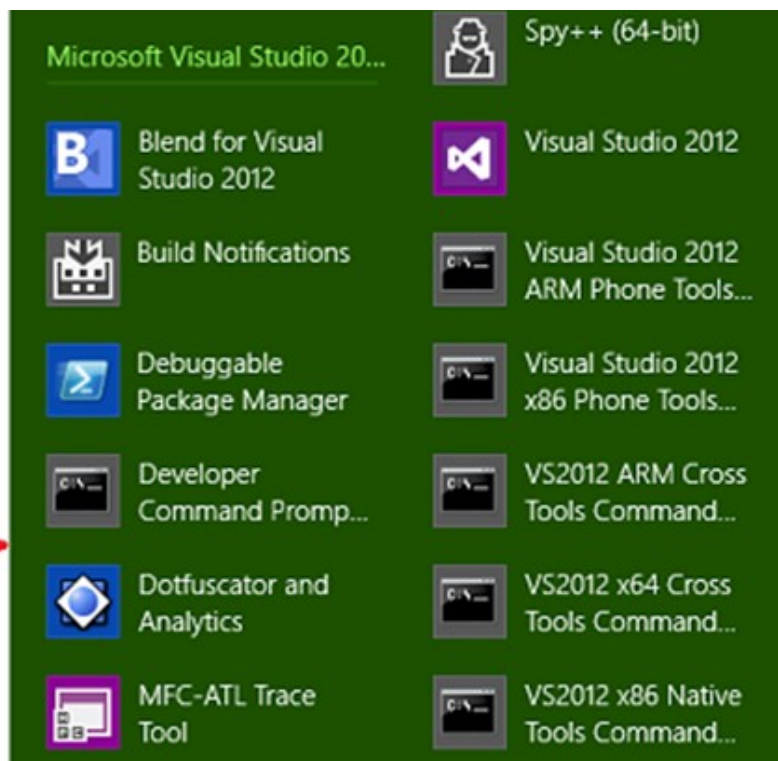 Microsoft Visual Studio 20...
Blend for Visual
Studio 2012
Build Notifications
Debuggable
Package Manager
Developer
Command Promp...
Dotfuscator and
Analytics
MFC-ATL Trace
Tool
Spy++ (64-bit)
Visual Studio 2012
Visual Studio 2012
ARM Phone Tools...
Visual Studio 2012
x86 Phone Tools...
VS2012 ARM Cross
Tools Command...
VS2012 x64 Cross
Tools Command...
VS2012 x86 Native
Tools Command...